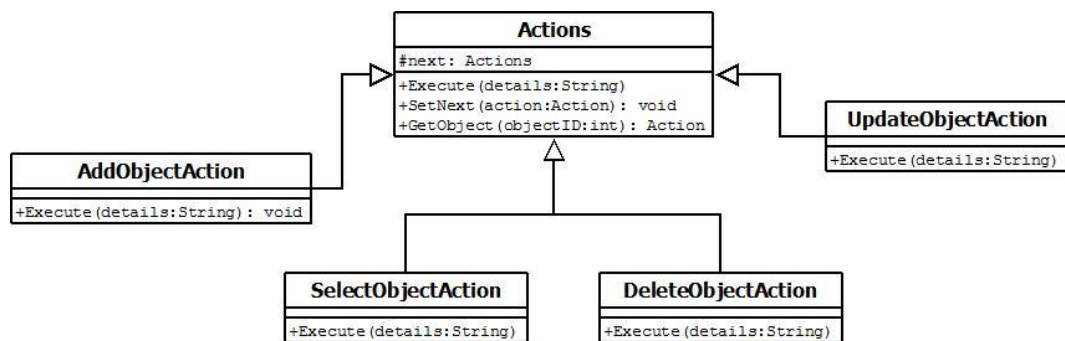 Actions
#next: Actions
+Execute(details:String)
+SetNext(action:Action): void
+GetObject(objectID:int): Action
UpdateObjectAction
+Execute(details:String)
AddObjectAction
+Execute(details:String): void
SelectObjectAction
+Execute(details:String)
DeleteObjectAction
+Execute(details:String)